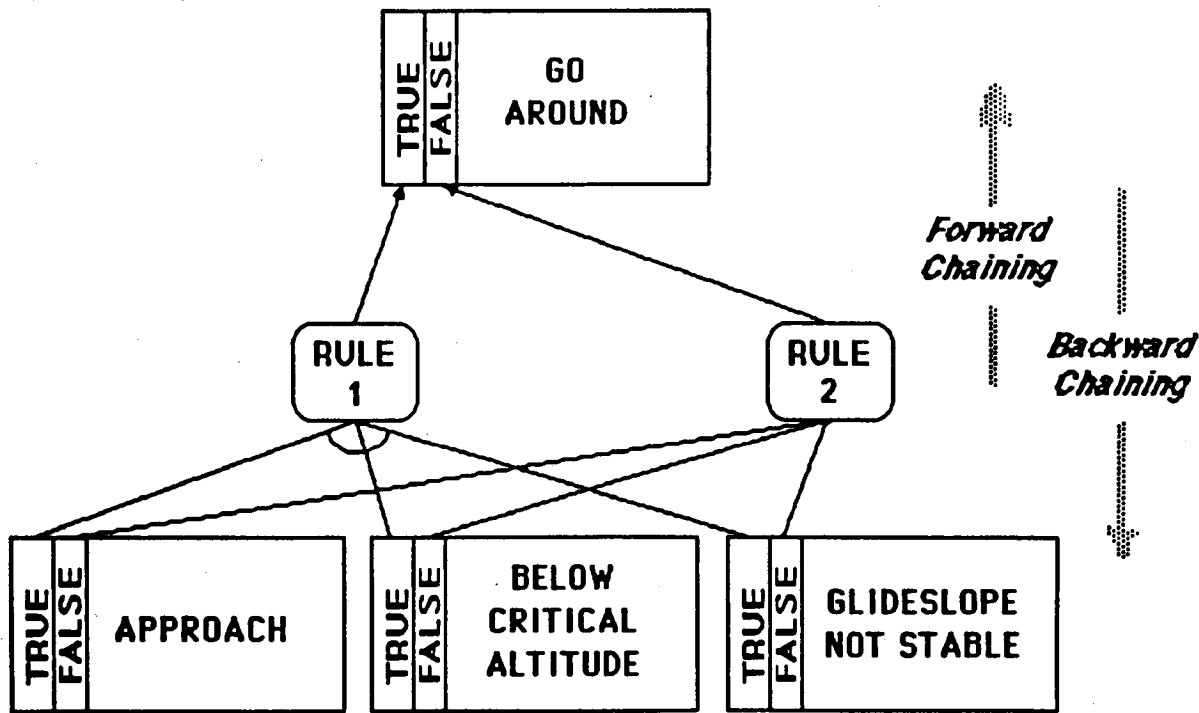 TRUE
FALSE
GO
AROUND
Forward
Chaining
Backward
Chaining
RULE
1
RULE
2
TRUE
FALSE
APPROACH
TRUE
FALSE
BELOW
CRITICAL
ALTITUDE
TRUE
FALSE
GLIDESLOPE
NOT STABLE